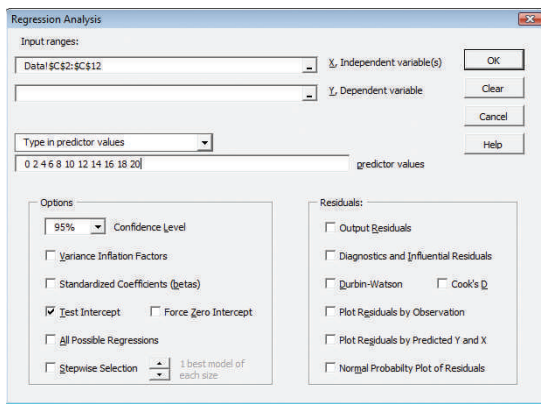 Regression Analysis
Input ranges:
Data!$C$2:$C$12
X, Independent variable(s)
OK
Y, Dependent variable
Clear
Cancel
Type in predictor values
Help
0 2 4 6 8 10 12 14 16 18 20
predictor values
Options
95%
Confidence Level
Variance Inflation Factors
Standardized Coefficients (betas)
Test Intercept
Force Zero Intercept
All Possible Regressions
Stepwise Selection
1 best model of
each size
Residuals:
Output Residuals
Diagnostics and Influential Residuals
Durbin-Watson
Cook's D
Plot Residuals by Observation
Plot Residuals by Predicted Y and X
Normal Probabilty Plot of Residuals